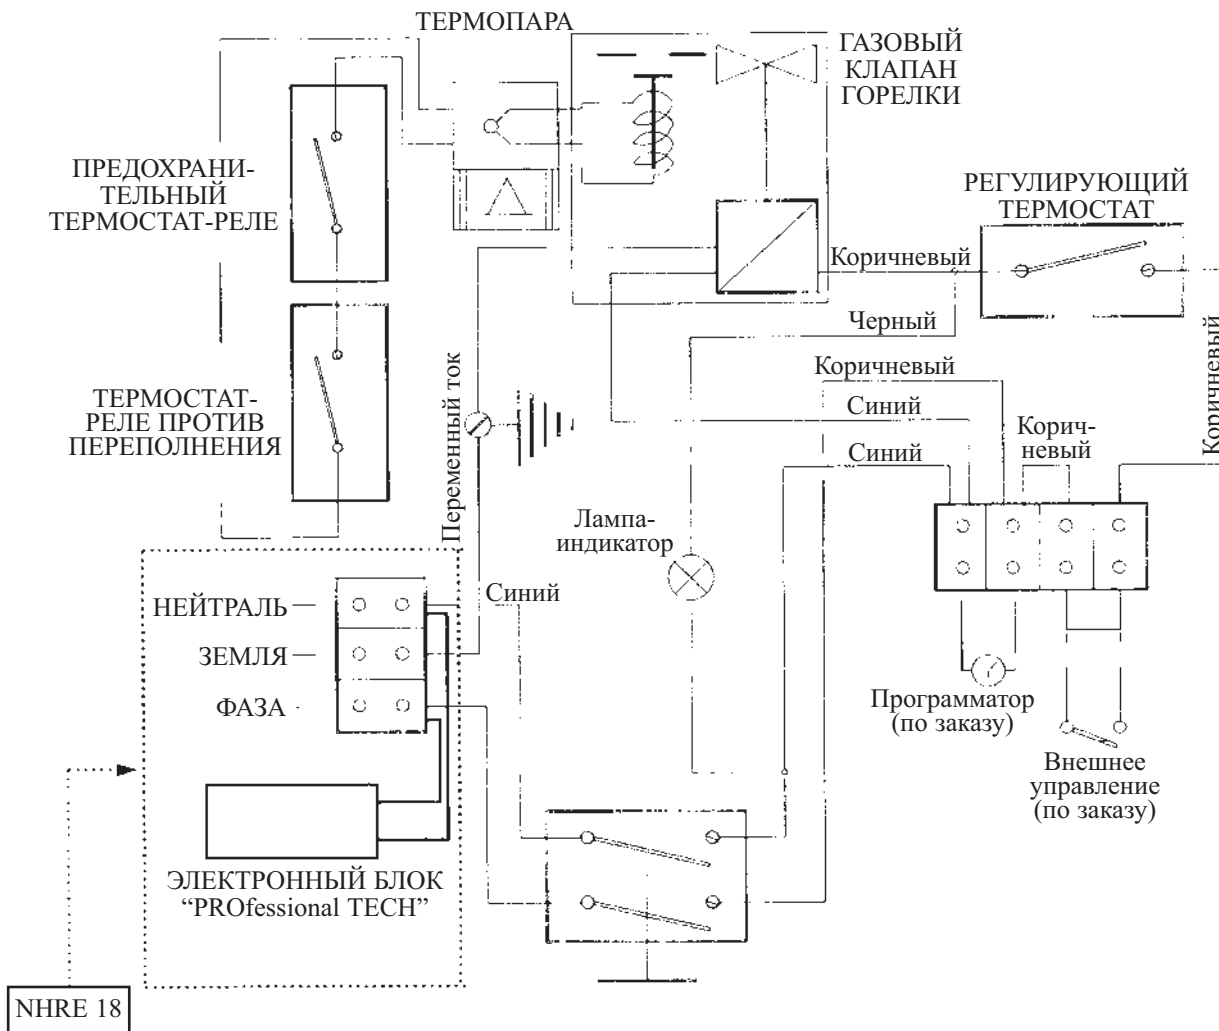 ТЕРМОПАРА
ГАЗОВЫЙ
КЛАПАН
ГОРЕЛКИ
ПРЕДОХРАНИ-
ТЕЛЬНЫЙ
ТЕРМОСТАТ-РЕЛЕ
РЕГУЛИРУЮЩИЙ
ТЕРМОСТАТ
Коричневый
Черный
Коричневый
Коричневый
Синий
Корич-
невый
Синий
ТЕРМОСТАТ-
РЕЛЕ ПРОТИВ
ПЕРЕПОЛНЕНИЯ
Переменный ток
Лампа-
индикатор
Синий
НЕЙТРАЛЬ
ЗЕМЛЯ
ФАЗА
Программатор
(по заказу)
Внешнее
управление
(по заказу)
ЭЛЕКТРОННЫЙ БЛОК
“PROfessional TECH”
NHRE 18